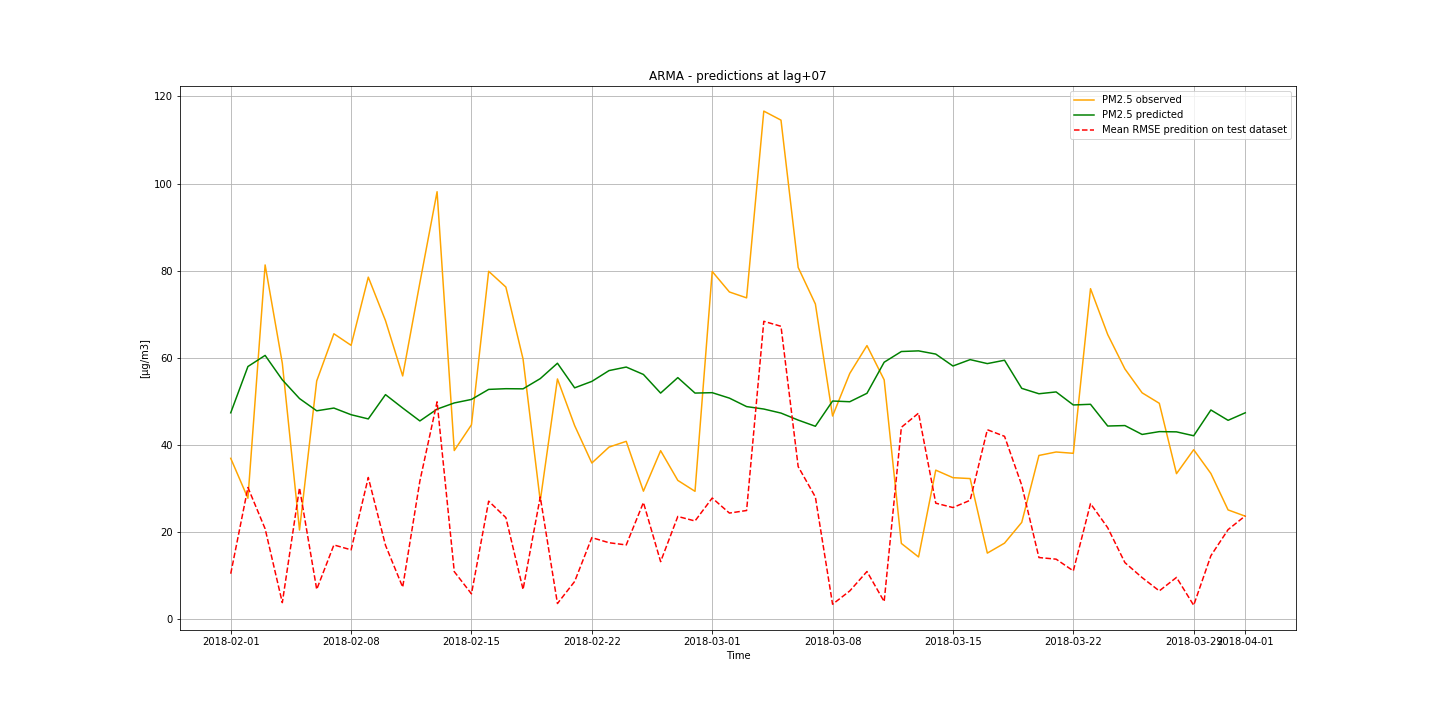 ARMA - predictions at lag+07
PM2.5 observed
PM2.5 predicted
Mean RMSE predition on test dataset
[µg/m3]
120
100
80
60
40
20
0
2018-02-01 2018-02-08 2018-02-15 2018-02-22 2018-03-01 2018-03-08 2018-03-15 2018-03-22 2018-03-29 2018-04-01
Time